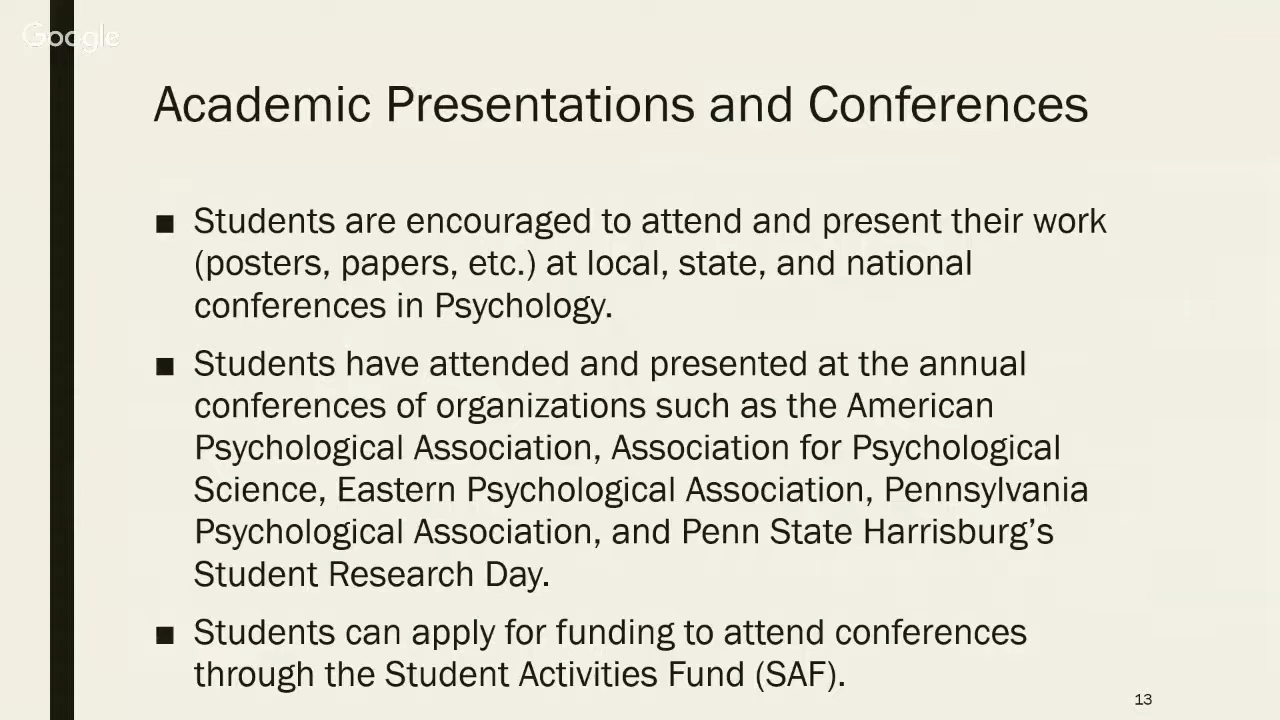 Google
Academic Presentations and Conferences
■ Students are encouraged to attend and present their work
(posters, papers, etc.) at local, state, and national
conferences in Psychology.
■ Students have attended and presented at the annual
conferences of organizations such as the American
Psychological Association, Association for Psychological
Science, Eastern Psychological Association, Pennsylvania
Psychological Association, and Penn State Harrisburg’s
Student Research Day.
■ Students can apply for funding to attend conferences
through the Student Activities Fund (SAF).
13